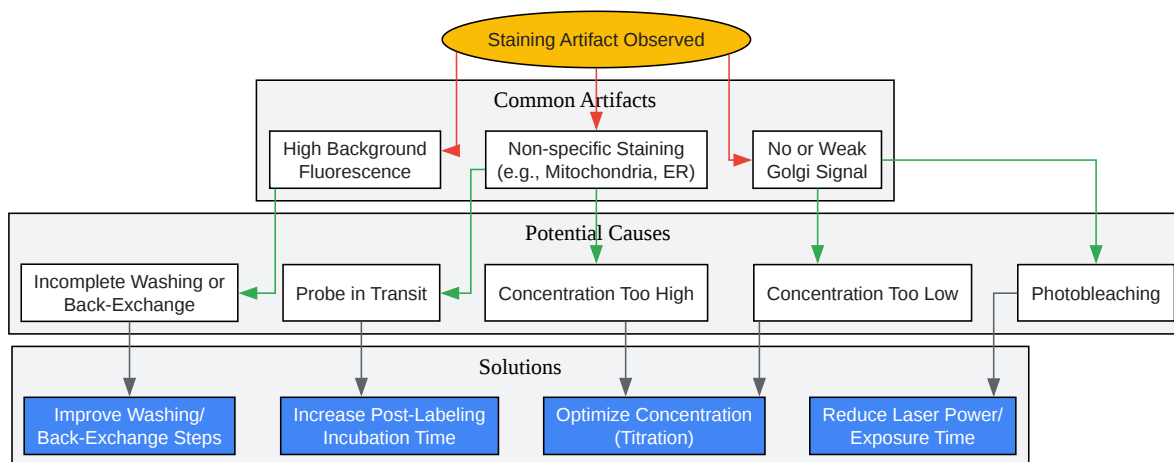 Staining Artifact Observed
Common Artifacts
High Background
Fluorescence
Non-specific Staining
(e.g., Mitochondria, ER)
No or Weak
Golgi Signal
Potential Causes
Incomplete Washing or
Back-Exchange
Probe in Transit
Concentration Too High
Concentration Too Low
Photobleaching
Solutions
Improve Washing/
Back-Exchange Steps
Increase Post-Labeling
Incubation Time
Optimize Concentration
(Titration)
Reduce Laser Power/
Exposure Time